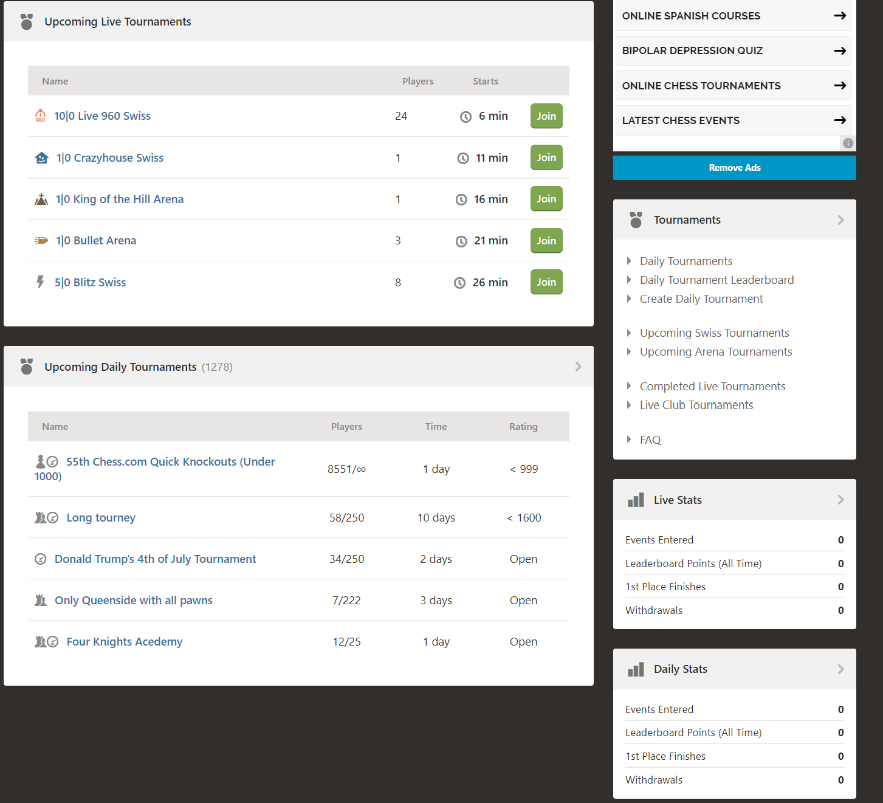 Upcoming Live Tournaments
Name Players Starts
10|0 Live 960 Swiss 24 6 min Join
1|0 Crazyhouse Swiss 1 11 min Join
1|0 King of the Hill Arena 1 16 min Join
1|0 Bullet Arena 3 21 min Join
5|0 Blitz Swiss 8 26 min Join
Upcoming Daily Tournaments (1278)
Name Players Time Rating
55th Chess.com Quick Knockouts (Under
1000) 8551/∞ 1 day < 999
Long tourney 58/250 10 days < 1600
Donald Trump's 4th of July Tournament 34/250 2 days Open
Only Queenside with all pawns 7/222 3 days Open
Four Knights Acedemy 12/25 1 day Open
ONLINE SPANISH COURSES
BIPOLAR DEPRESSION QUIZ
ONLINE CHESS TOURNAMENTS
LATEST CHESS EVENTS
Remove Ads
Tournaments
Daily Tournaments
Daily Tournament Leaderboard
Create Daily Tournament
Upcoming Swiss Tournaments
Upcoming Arena Tournaments
Completed Live Tournaments
Live Club Tournaments
FAQ
Live Stats
Events Entered 0
Leaderboard Points (All Time) 0
1st Place Finishes 0
Withdrawals 0
Daily Stats
Events Entered 0
Leaderboard Points (All Time) 0
1st Place Finishes 0
Withdrawals 0